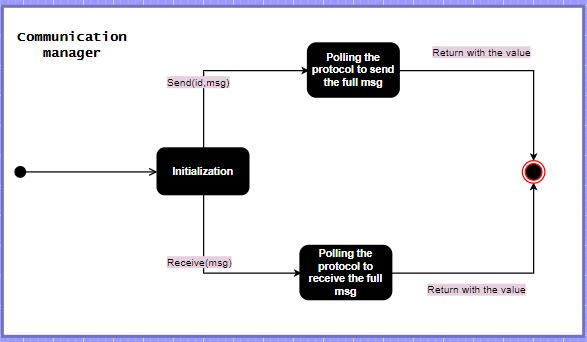 Communication
manager
Polling the
protocol to send
the full msg
Return with the value
Send(id,msg)
Initialization
Receive(msg)
Polling the
protocol to
receive the full
msg
Return with the value